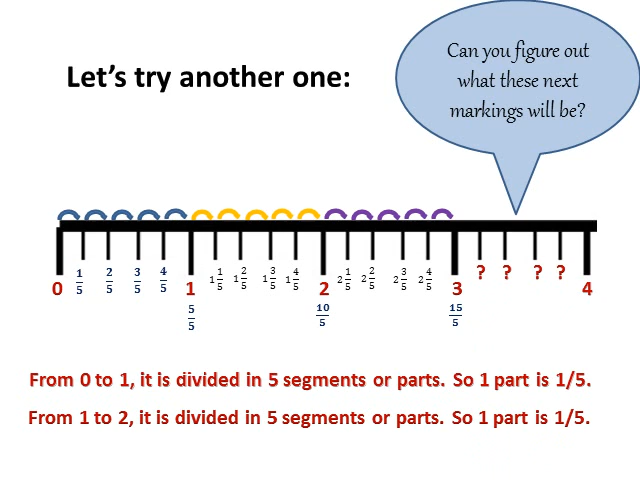 Let's try another one:
Can you figure out
what these next
markings will be?
0 1/5 2/5 3/5 4/5 1 1 1/5 1 2/5 1 3/5 1 4/5 2 2 1/5 2 2/5 2 3/5 2 4/5 3 ? ? ? ? 4
5/5 10/5 15/5
From 0 to 1, it is divided in 5 segments or parts. So 1 part is 1/5.
From 1 to 2, it is divided in 5 segments or parts. So 1 part is 1/5.